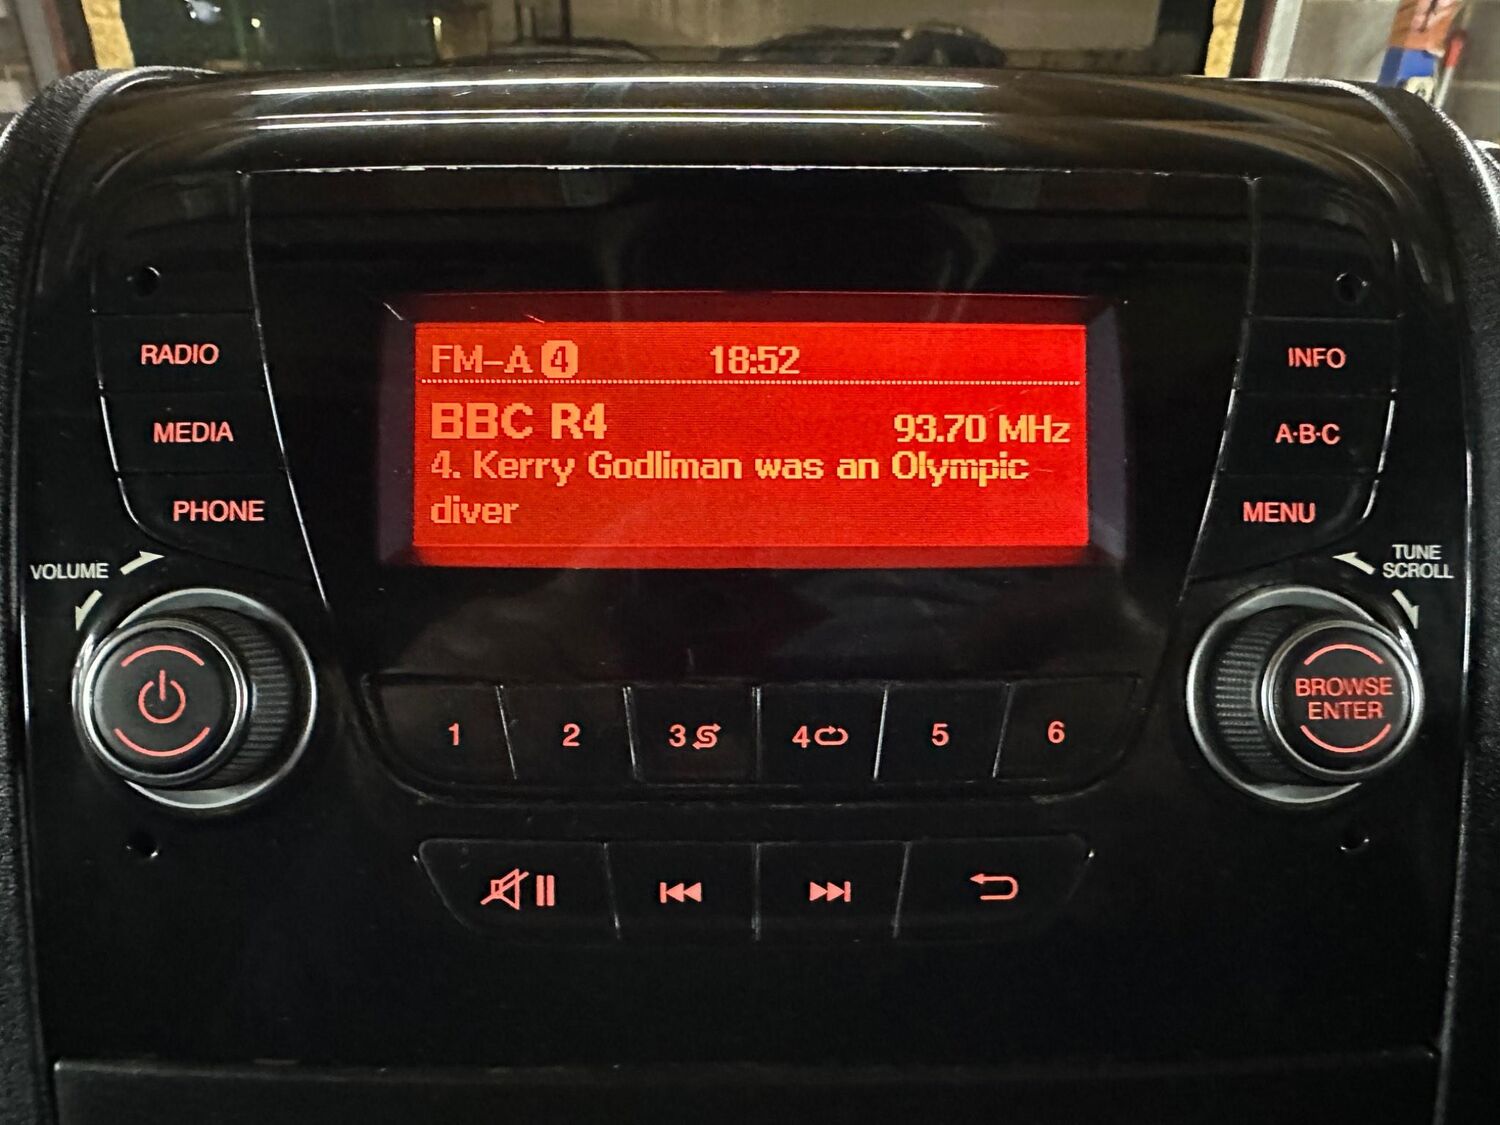 FM-A 4 18:52
BBC R4 93.70 MHz
4. Kerry Godliman was an Olympic
diver
RADIO
MEDIA
PHONE
VOLUME
INFO
A·B·C
MENU
TUNE
SCROLL
BROWSE
ENTER
1 2 3 4 5 6